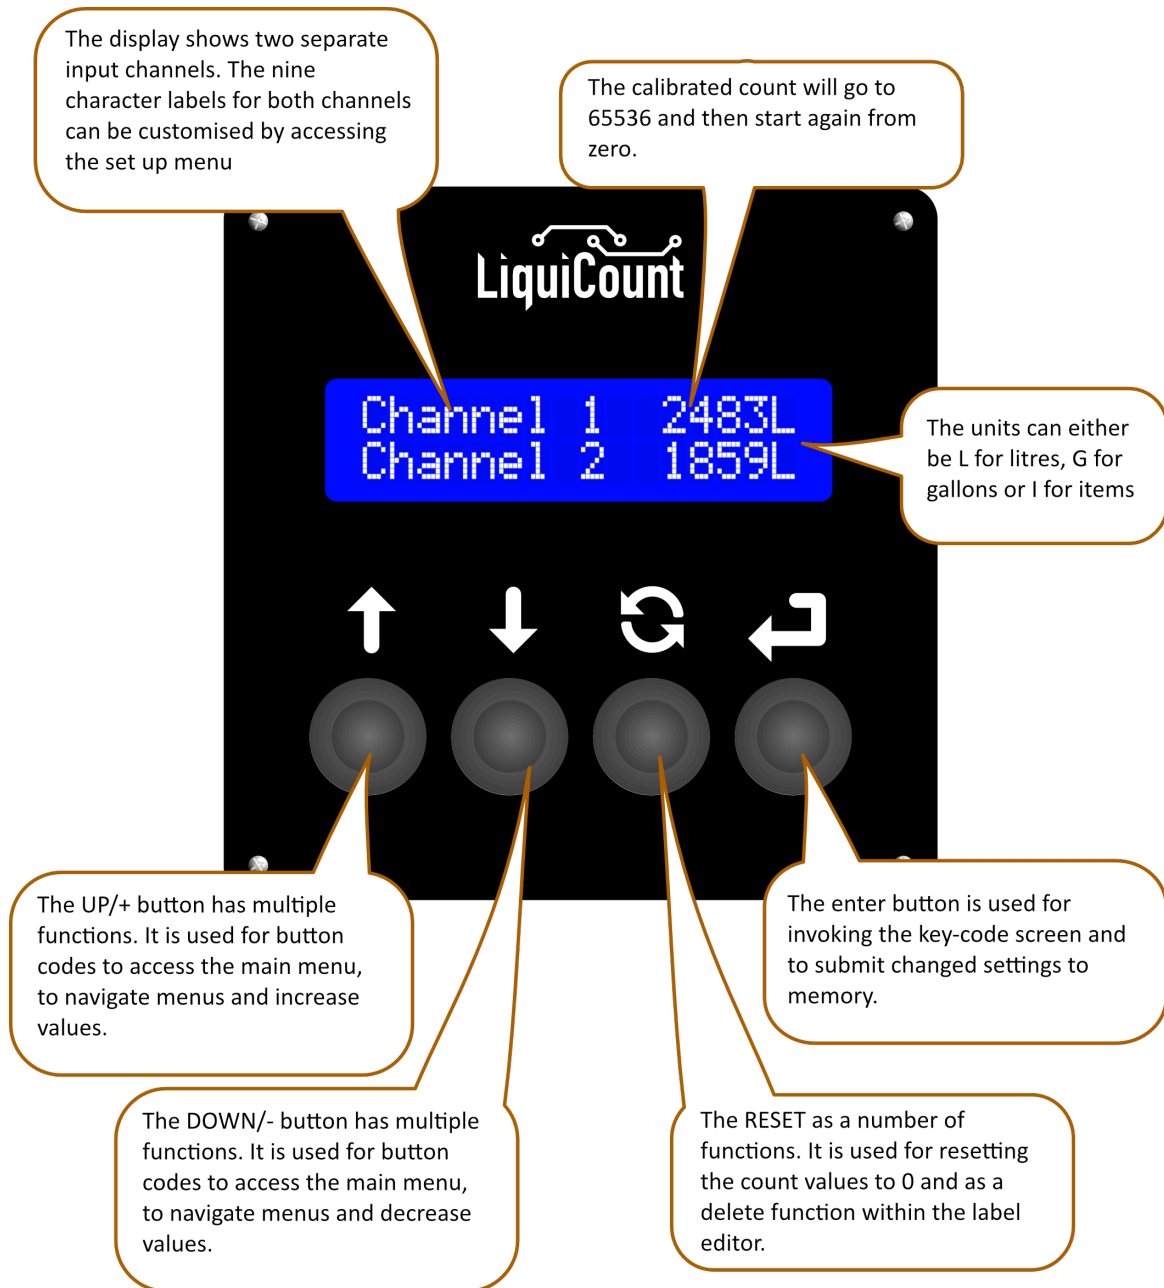 The display shows two separate
input channels. The nine
character labels for both channels
can be customised by accessing
the set up menu
The calibrated count will go to
65536 and then start again from
zero.
LiquiCount
Channel 1 2483L
Channel 2 1859L
The units can either
be L for litres, G for
gallons or I for items
The UP/+ button has multiple
functions. It is used for button
codes to access the main menu,
to navigate menus and increase
values.
The enter button is used for
invoking the key-code screen and
to submit changed settings to
memory.
The DOWN/- button has multiple
functions. It is used for button
codes to access the main menu,
to navigate menus and decrease
values.
The RESET as a number of
functions. It is used for resetting
the count values to 0 and as a
delete function within the label
editor.